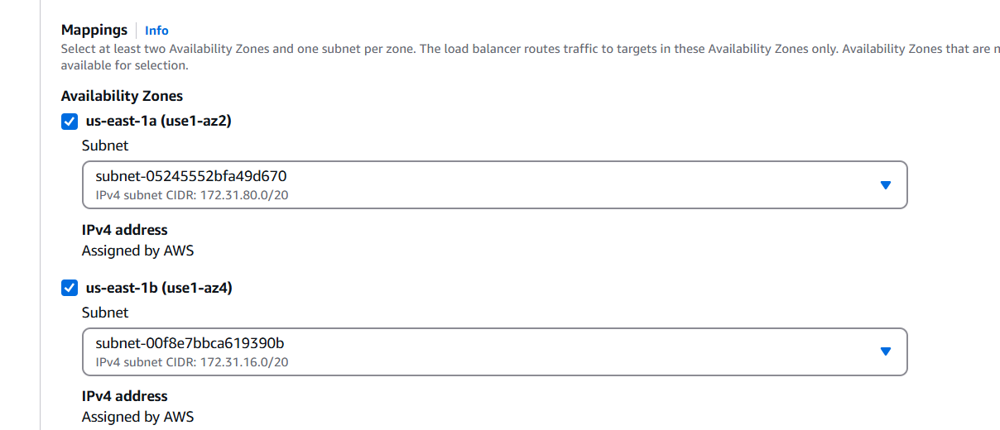 Mappings Info
Select at least two Availability Zones and one subnet per zone. The load balancer routes traffic to targets in these Availability Zones only. Availability Zones that are
available for selection.
Availability Zones
us-east-1a (use1-az2)
Subnet
subnet-05245552bfa49d670
IPv4 subnet CIDR: 172.31.80.0/20
IPv4 address
Assigned by AWS
us-east-1b (use1-az4)
Subnet
subnet-00f8e7bbca619390b
IPv4 subnet CIDR: 172.31.16.0/20
IPv4 address
Assigned by AWS